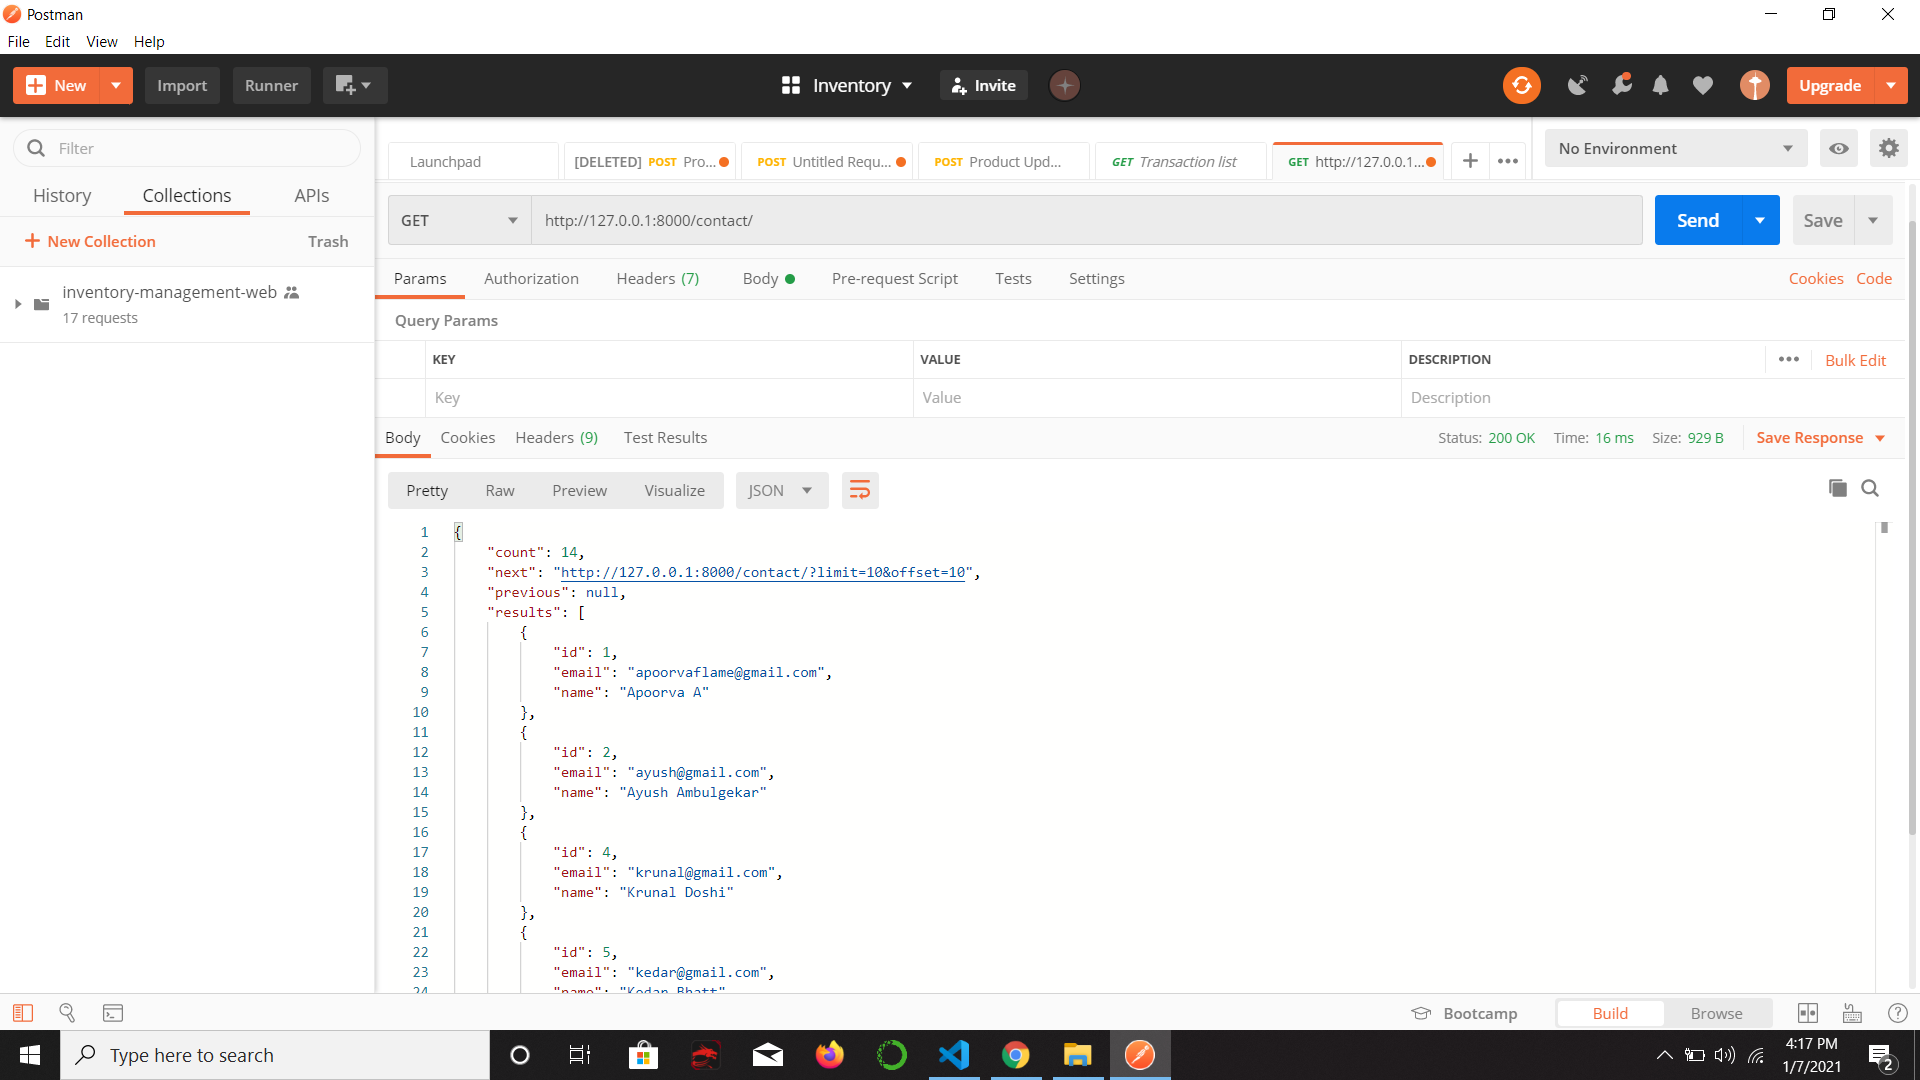 Postman
File Edit View Help
New Import Runner Inventory Invite Upgrade
Filter
Launchpad [DELETED] POST Pro... POST Untitled Requ... POST Product Upd... GET Transaction list GET http://127.0.0.1... No Environment
History Collections APIs
New Collection Trash
inventory-management-web
17 requests
GET http://127.0.0.1:8000/contact/ Send Save
Params Authorization Headers (7) Body Pre-request Script Tests Settings Cookies Code
Query Params
KEY VALUE DESCRIPTION Bulk Edit
Key Value Description
Body Cookies Headers (9) Test Results Status: 200 OK Time: 16 ms Size: 929 B Save Response
Pretty Raw Preview Visualize JSON
1 {
2 "count": 14,
3 "next": "http://127.0.0.1:8000/contact/?limit=10&offset=10",
4 "previous": null,
5 "results": [
6 {
7 "id": 1,
8 "email": "apoorvaflame@gmail.com",
9 "name": "Apoorva A"
10 },
11 {
12 "id": 2,
13 "email": "ayush@gmail.com",
14 "name": "Ayush Ambulgekar"
15 },
16 {
17 "id": 4,
18 "email": "krunal@gmail.com",
19 "name": "Krunal Doshi"
20 },
21 {
22 "id": 5,
23 "email": "kedar@gmail.com",
24 "name": "Kedar Bhatt"
Bootcamp Build Browse
Type here to search
4:17 PM
1/7/2021
2